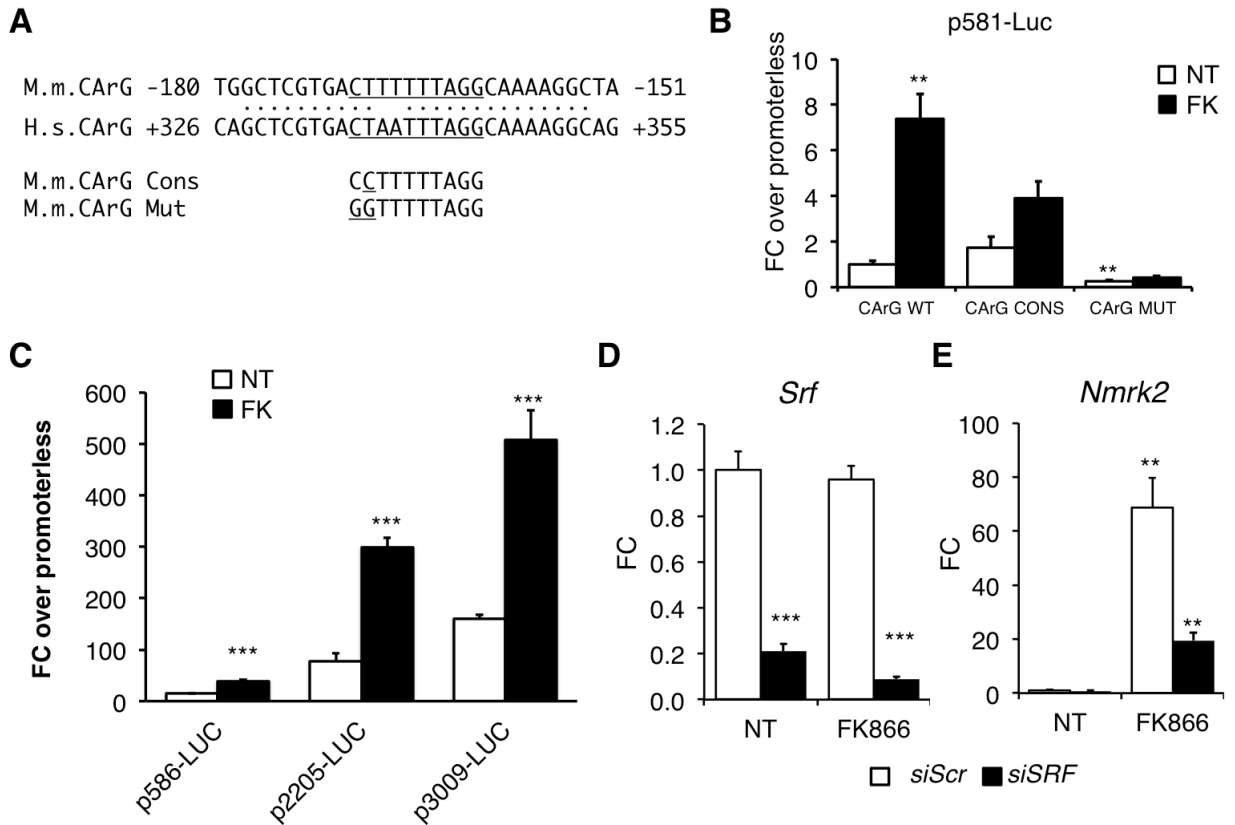 A
M.m.CArG -180 TGGCTCGTGACTTTTTTAGGCAAAAGGCTA -151
H.s.CArG +326 CAGCTCGTGACTAATTTAGGCAAAAGGCAG +355
M.m.CArG Cons CCTTTTTAGG
M.m.CArG Mut GGTTTTTAGG
B
p581-Luc
FC over promoterless
10
8
6
4
2
0
NT
FK
**
**
CArG WT CArG CONS CArG MUT
C
FC over promoterless
600
500
400
300
200
100
0
NT
FK
***
***
***
p586-LUC
p2205-LUC
p3009-LUC
D
Srf
FC
1.2
1.0
0.8
0.6
0.4
0.2
0.0
***
***
NT FK866
E
Nmrk2
FC
100
80
60
40
20
0
**
**
NT FK866
siScr siSRF